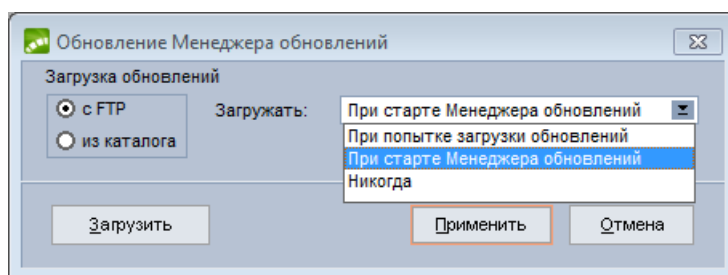 Обновление Менеджера обновлений
Загрузка обновлений
с FTP
из каталога
Загружать:
При старте Менеджера обновлений
При попытке загрузки обновлений
При старте Менеджера обновлений
Никогда
Загрузить
Применить
Отмена